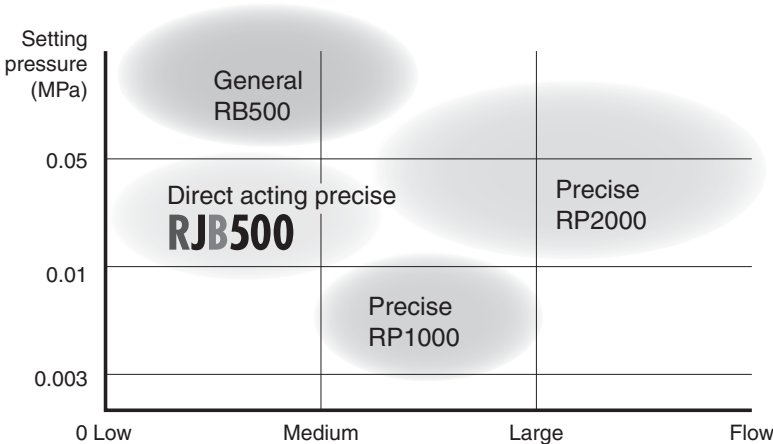 Setting
pressure
(MPa)
General
RB500
0.05
Direct acting precise
RJB500
Precise
RP2000
0.01
Precise
RP1000
0.003
0 Low
Medium
Large
Flow